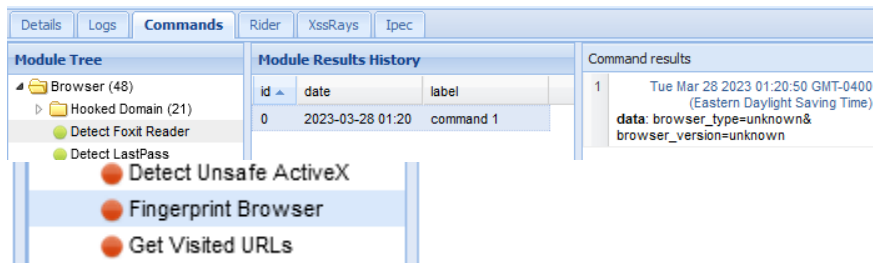 Details Logs Commands Rider XssRays Ipec
Module Tree
Browser (48)
Hooked Domain (21)
Detect Foxit Reader
Detect LastPass
Detect Unsafe ActiveX
Fingerprint Browser
Get Visited URLs
Module Results History
id date label
0 2023-03-28 01:20 command 1
Command results
1 Tue Mar 28 2023 01:20:50 GMT-0400
(Eastern Daylight Saving Time)
data: browser_type=unknown&
browser_version=unknown